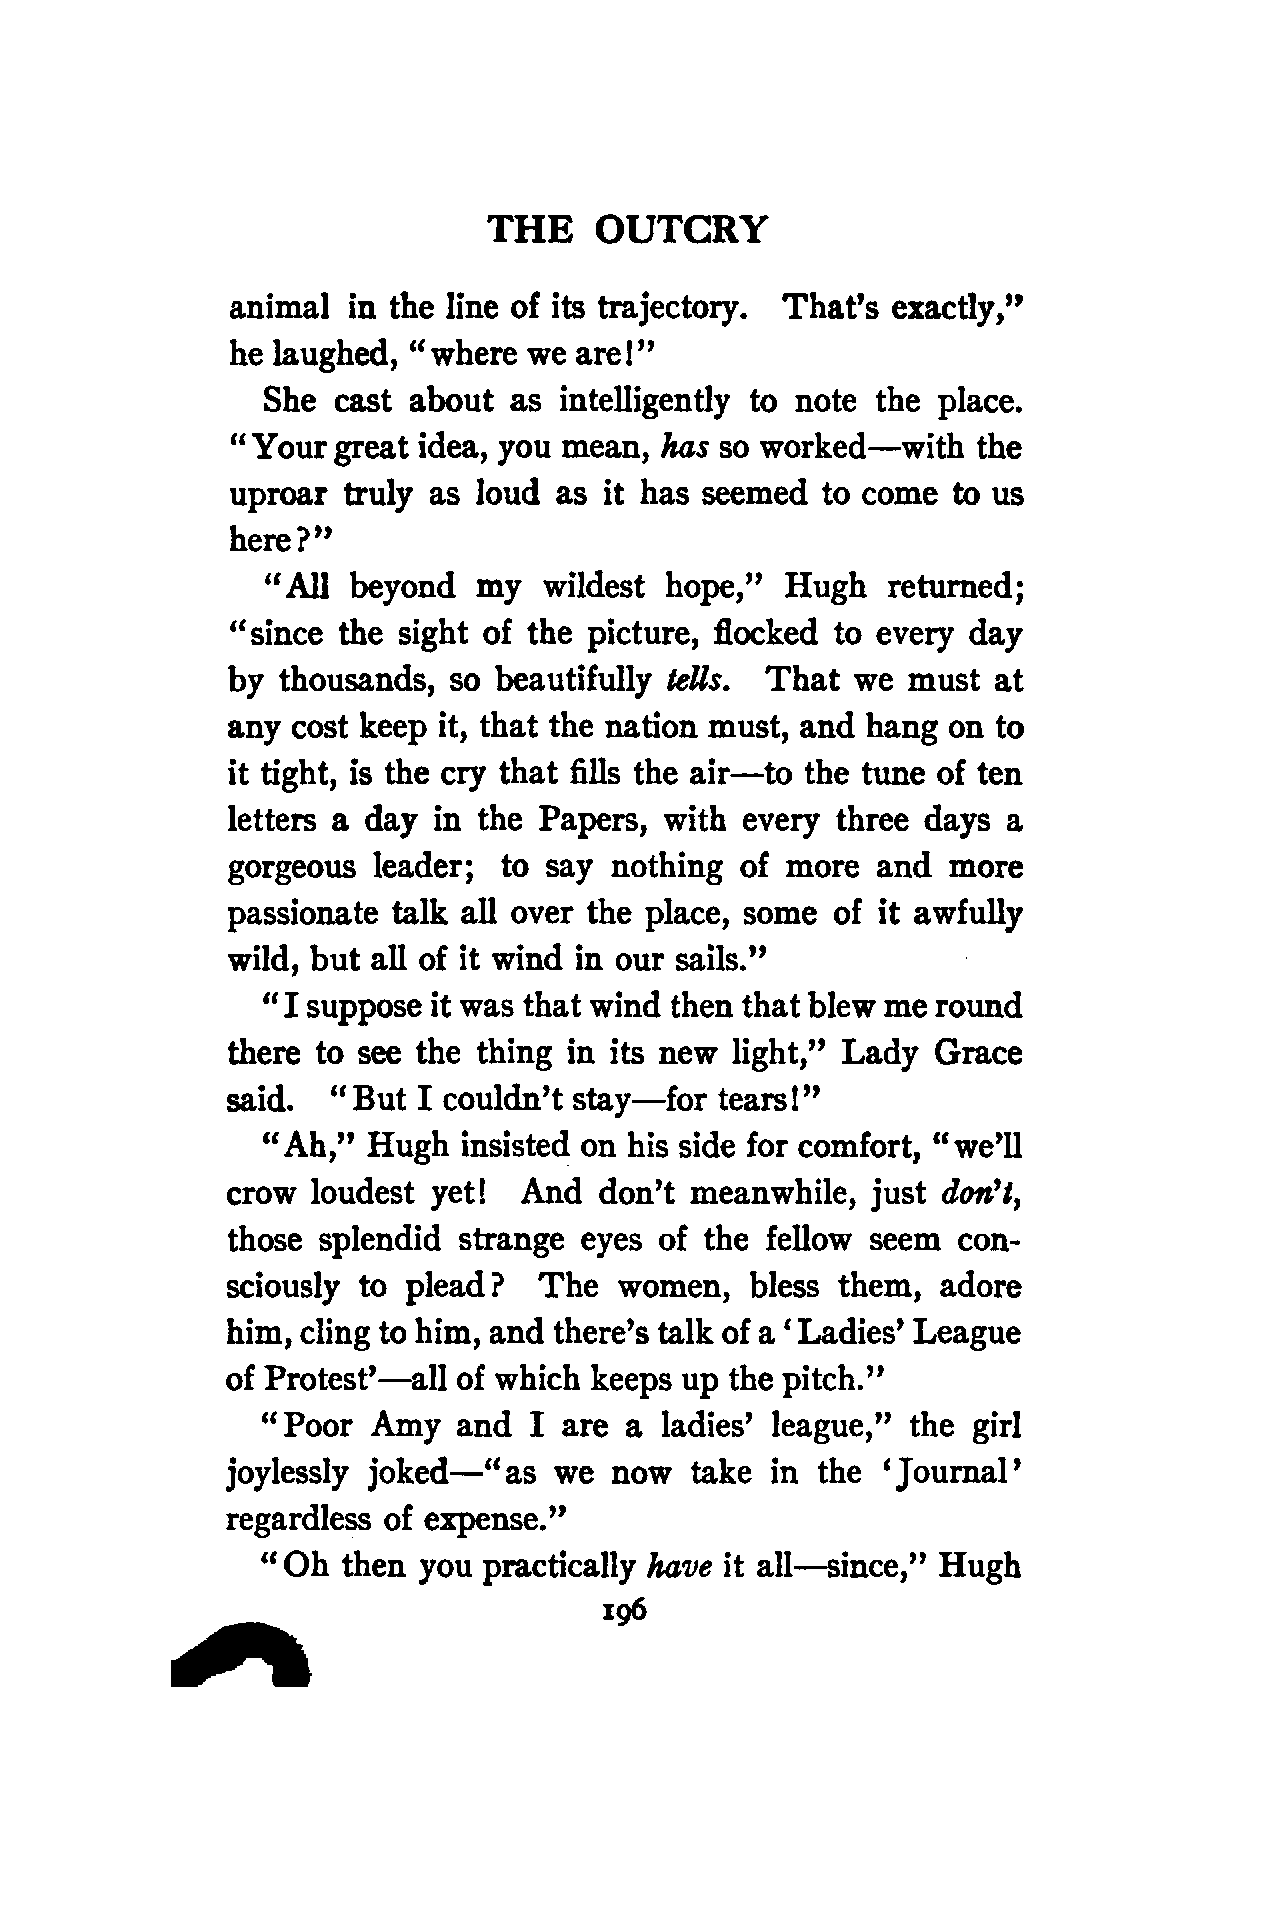 THE OUTCRY
animal in the line of its trajectory. That's exactly,”
he laughed, “where we are!”
She cast about as intelligently to note the place.
“Your great idea, you mean, has so worked—with the
uproar truly as loud as it has seemed to come to us
here?”
“All beyond my wildest hope,” Hugh returned;
“since the sight of the picture, flocked to every day
by thousands, so beautifully tells. That we must at
any cost keep it, that the nation must, and hang on to
it tight, is the cry that fills the air—to the tune of ten
letters a day in the Papers, with every three days a
gorgeous leader; to say nothing of more and more
passionate talk all over the place, some of it awfully
wild, but all of it wind in our sails.”
“I suppose it was that wind then that blew me round
there to see the thing in its new light,” Lady Grace
said. “But I couldn't stay—for tears!”
“Ah,” Hugh insisted on his side for comfort, “we'll
crow loudest yet! And don't meanwhile, just don't,
those splendid strange eyes of the fellow seem con-
sciously to plead? The women, bless them, adore
him, cling to him, and there's talk of a ‘Ladies’ League
of Protest’—all of which keeps up the pitch.”
“Poor Amy and I are a ladies’ league,” the girl
joylessly joked—“as we now take in the ‘Journal’
regardless of expense.”
“Oh then you practically have it all—since,” Hugh
196